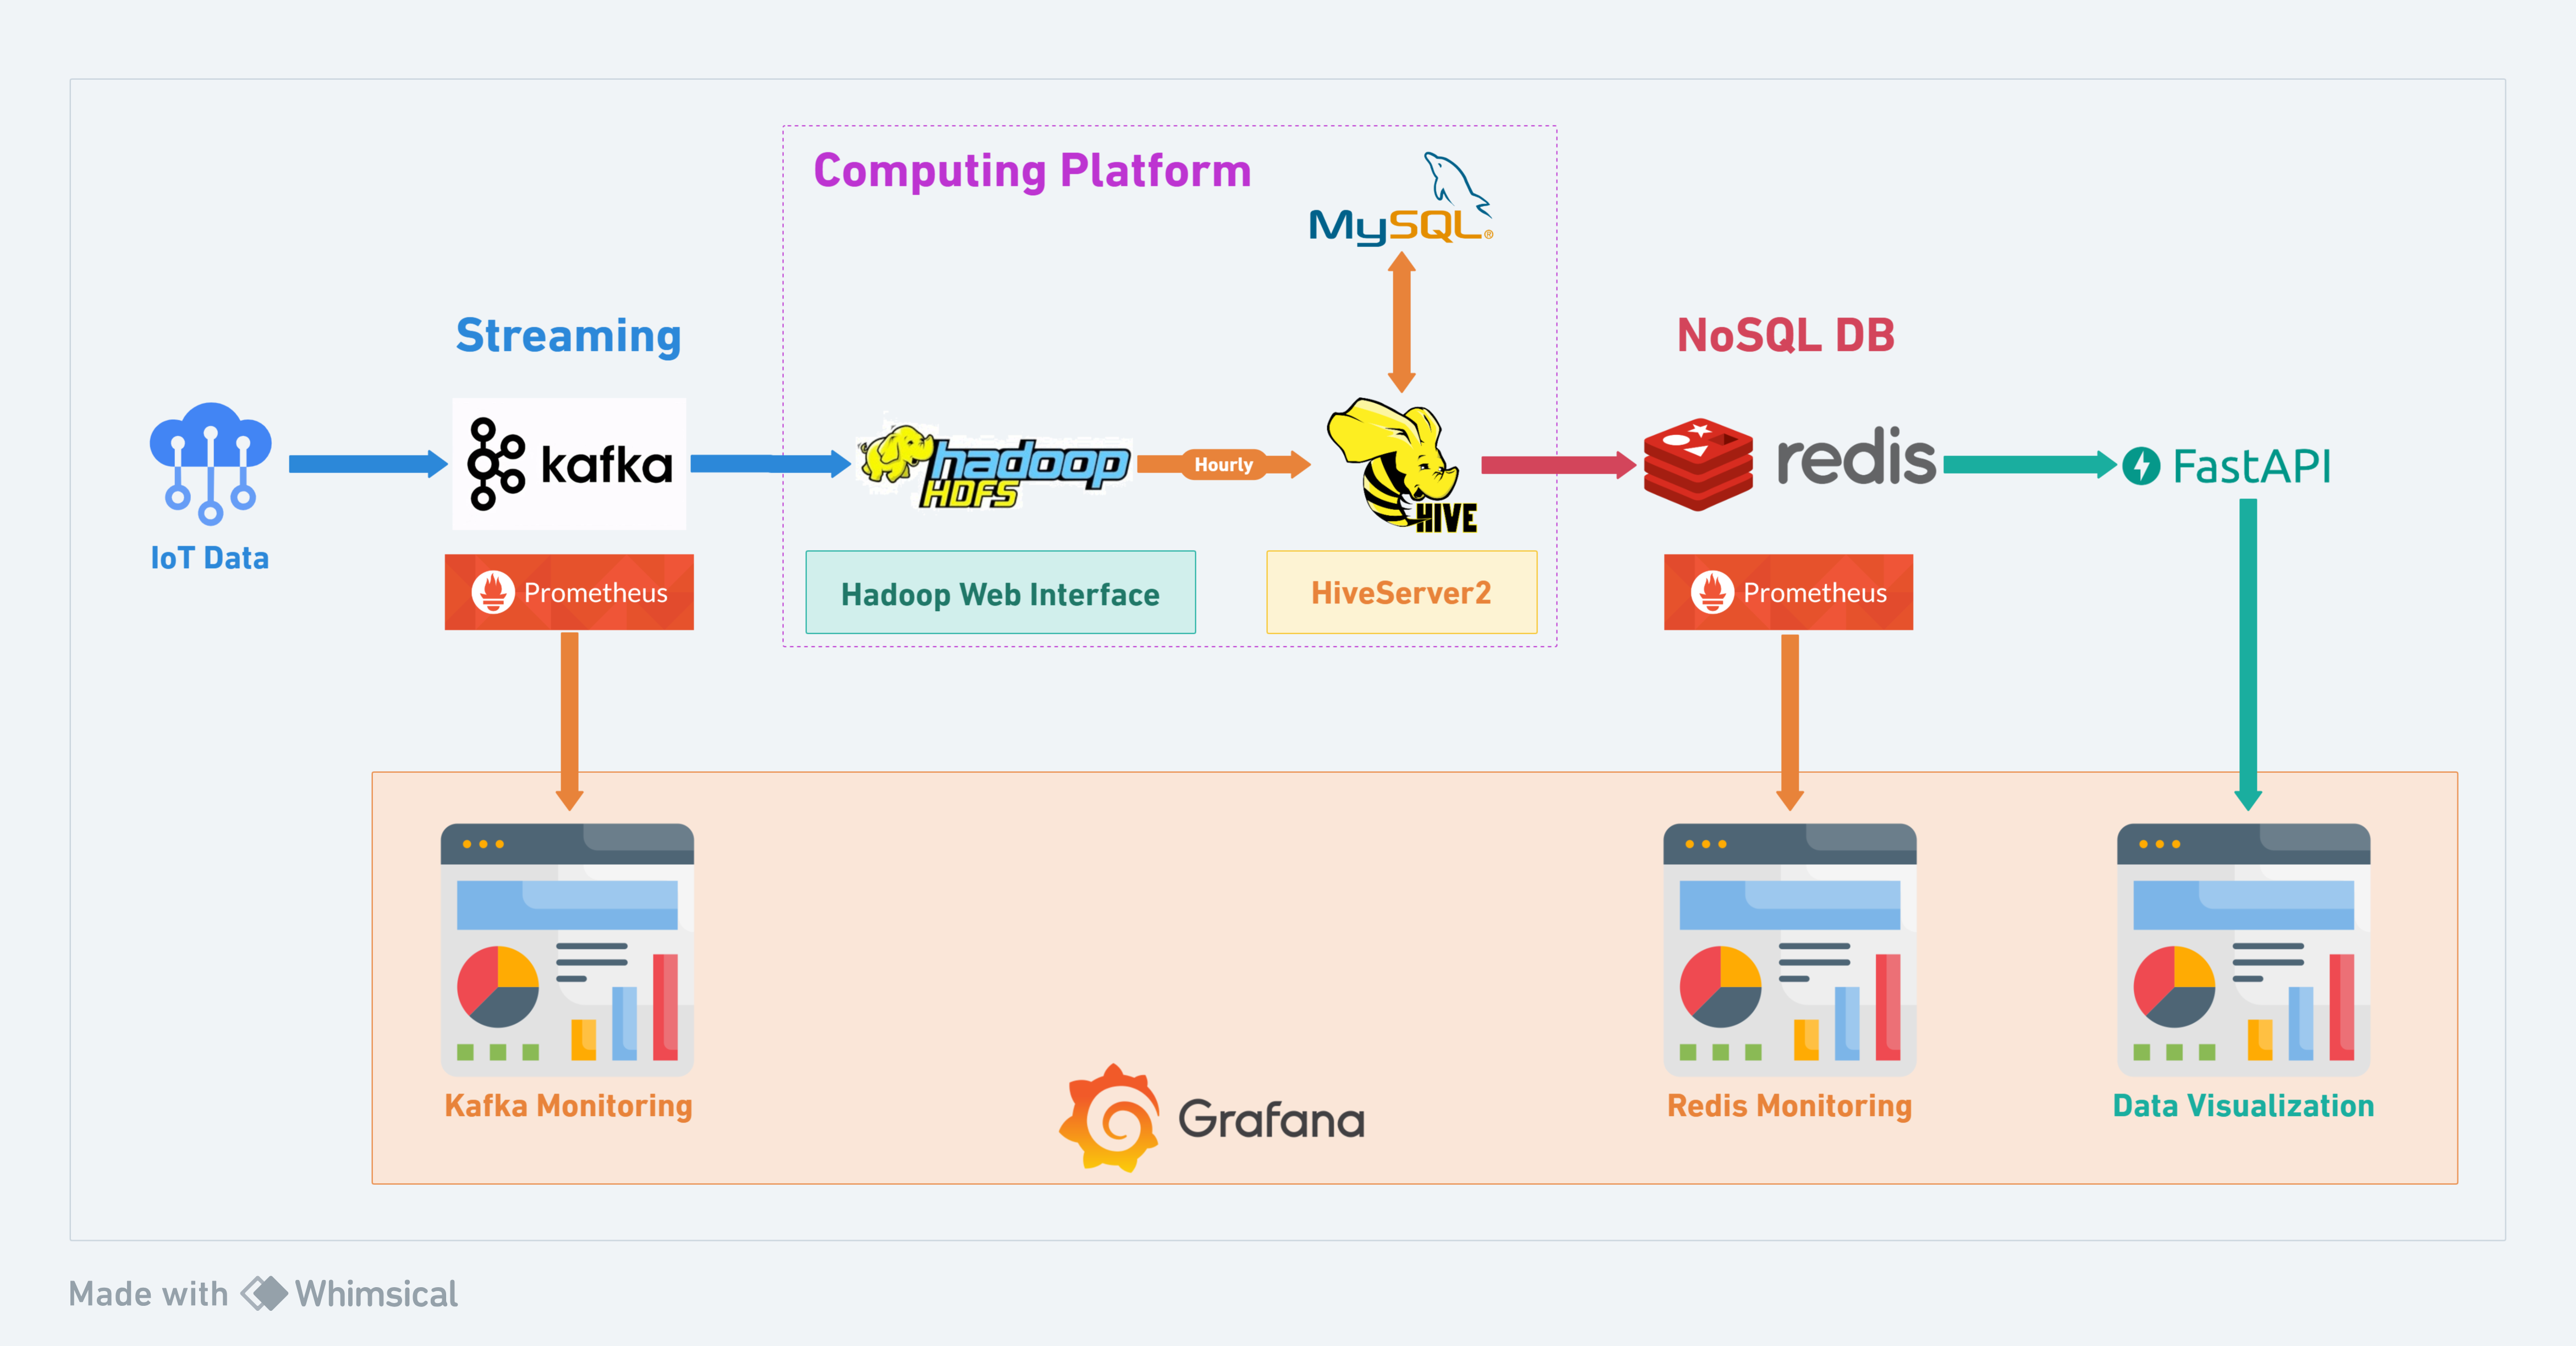 Computing Platform
MySQL®
Streaming
NoSQL DB
IoT Data
kafka
hadoop
HDFS
Hourly
HIVE
redis
FastAPI
Prometheus
Hadoop Web Interface
HiveServer2
Prometheus
Kafka Monitoring
Grafana
Redis Monitoring
Data Visualization
Made with Whimsical